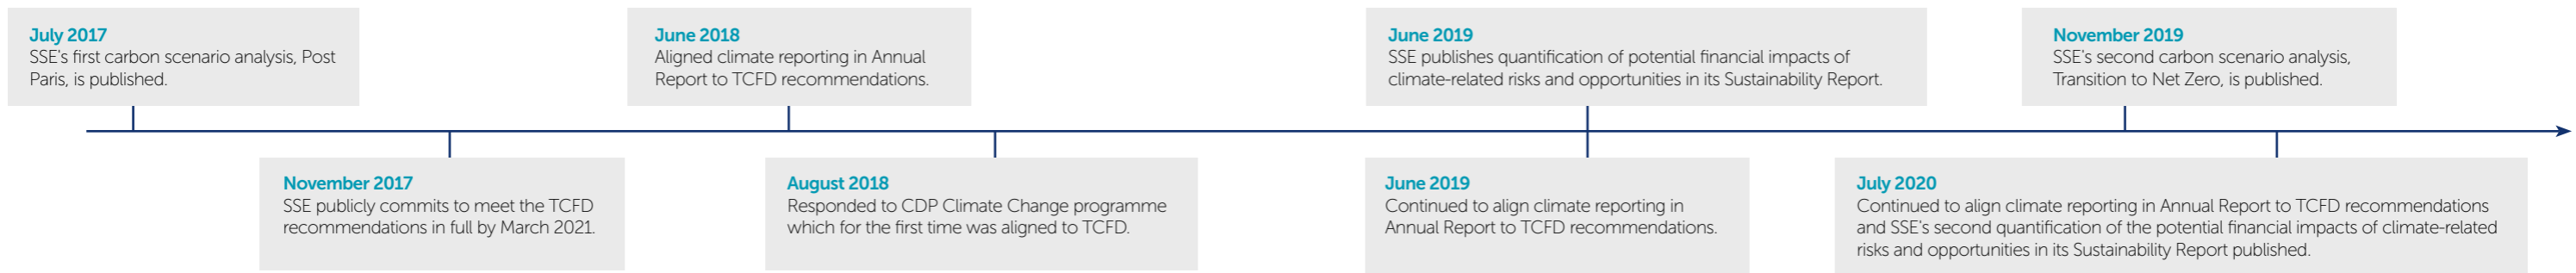 July 2017
SSE's first carbon scenario analysis, Post
Paris, is published.
November 2017
SSE publicly commits to meet the TCFD
recommendations in full by March 2021.
June 2018
Aligned climate reporting in Annual
Report to TCFD recommendations.
August 2018
Responded to CDP Climate Change programme
which for the first time was aligned to TCFD.
June 2019
SSE publishes quantification of potential financial impacts of
climate-related risks and opportunities in its Sustainability Report.
June 2019
Continued to align climate reporting in
Annual Report to TCFD recommendations.
November 2019
SSE's second carbon scenario analysis,
Transition to Net Zero, is published.
July 2020
Continued to align climate reporting in Annual Report to TCFD recommendations
and SSE's second quantification of the potential financial impacts of climate-related
risks and opportunities in its Sustainability Report published.